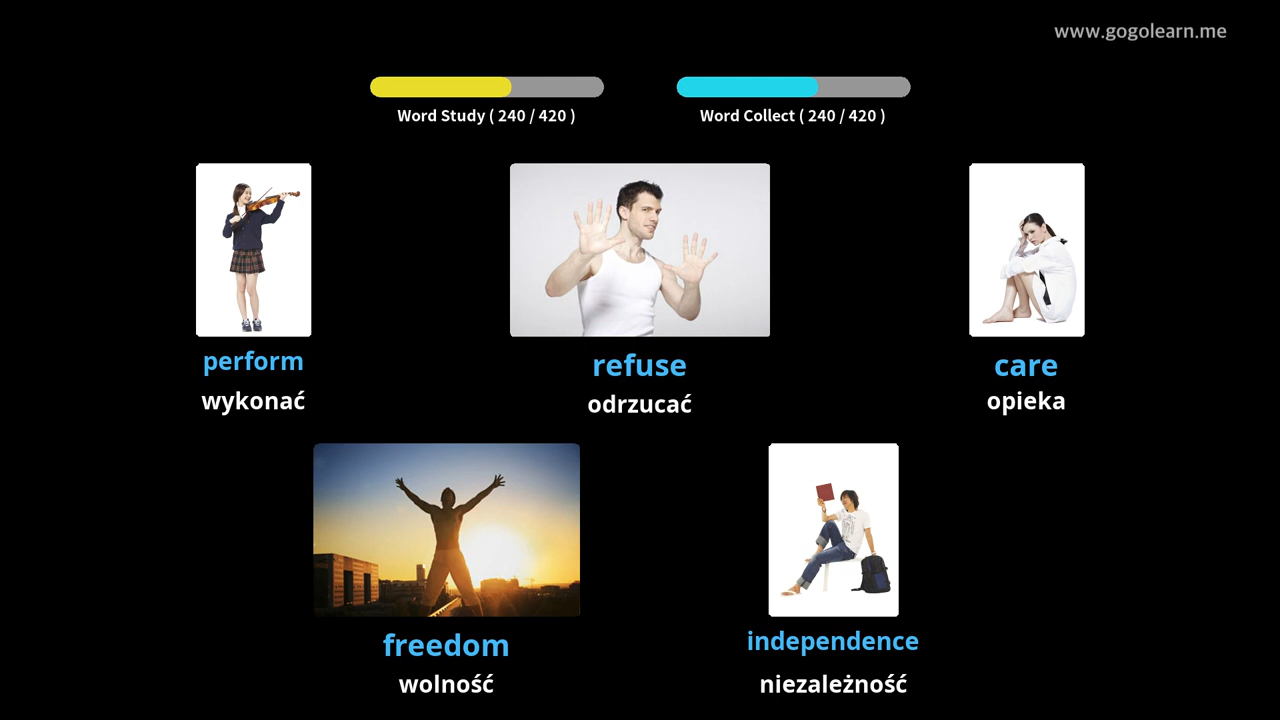 www.gogolearn.me
Word Study ( 240 / 420 )
Word Collect ( 240 / 420 )
perform
wykonać
refuse
odrzucać
care
opieka
freedom
wolność
independence
niezależność